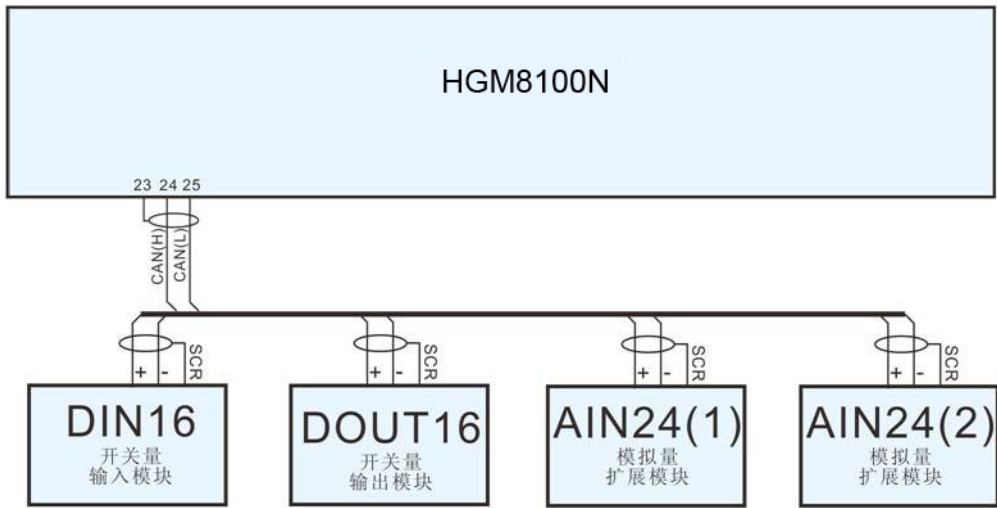 HGM8100N
23 24 25
CAN(H)
CAN(L)
+ - SCR
+ - SCR
+ - SCR
+ - SCR
DIN16
开关量
输入模块
DOUT16
开关量
输出模块
AIN24(1)
模拟量
扩展模块
AIN24(2)
模拟量
扩展模块